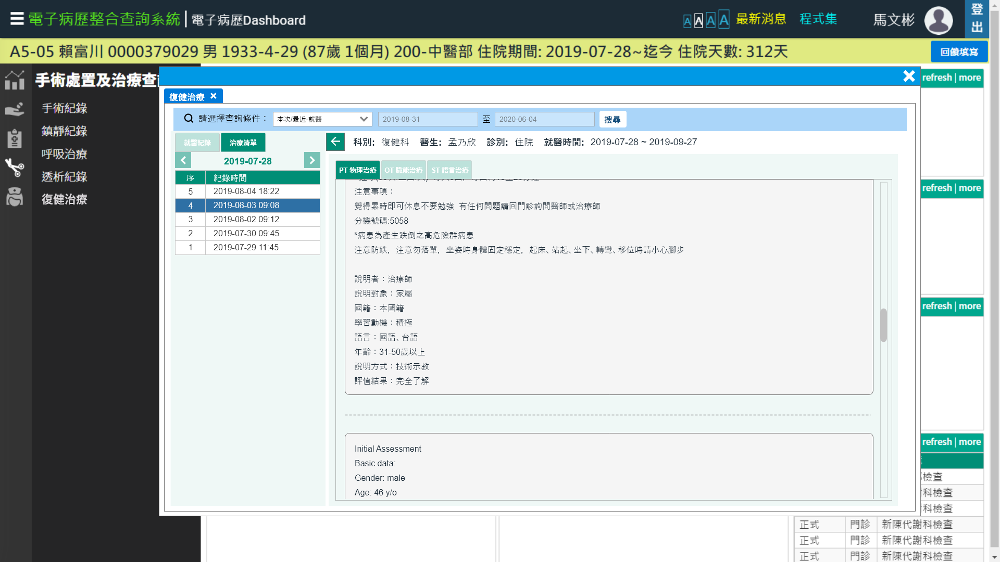 電子病歷整合查詢系統 | 電子病歷Dashboard
A A A A 最新消息 程式集 馬文彬 登出
A5-05 賴富川 0000379029 男 1933-4-29 (87歲 1個月) 200-中醫部 住院期間: 2019-07-28~迄今 住院天數: 312天
回饋填寫
手術處置及治療查
手術紀錄
鎮靜紀錄
呼吸治療
透析紀錄
復健治療
復健治療
請選擇查詢條件： 本次/最近-就醫 2019-08-31 至 2020-06-04 搜尋
就醫紀錄 治療清單
2019-07-28
序 紀錄時間
5 2019-08-04 18:22
4 2019-08-03 09:08
3 2019-08-02 09:12
2 2019-07-30 09:45
1 2019-07-29 11:45
科別: 復健科 醫生: 孟乃欣 診別: 住院 就醫時間: 2019-07-28 ~ 2019-09-27
PT 物理治療 OT 職能治療 ST 語言治療
注意事項：
覺得累時即可休息不要勉強 有任何問題請回門診詢問醫師或治療師
分機號碼:5058
*病患為產生跌倒之高危險群病患
注意防跌, 注意勿落單, 坐姿時身體固定穩定, 起床、站起、坐下、轉彎、移位時請小心腳步
說明者：治療師
說明對象：家屬
國籍：本國籍
學習動機：積極
語言：國語、台語
年齡：31-50歲以上
說明方式：技術示教
評值結果：完全了解
Initial Assessment
Basic data:
Gender: male
Age: 46 y/o
refresh | more
refresh | more
refresh | more
refresh | more
檢查
科檢查
科檢查
正式 門診 新陳代謝科檢查
正式 門診 新陳代謝科檢查
正式 門診 新陳代謝科檢查